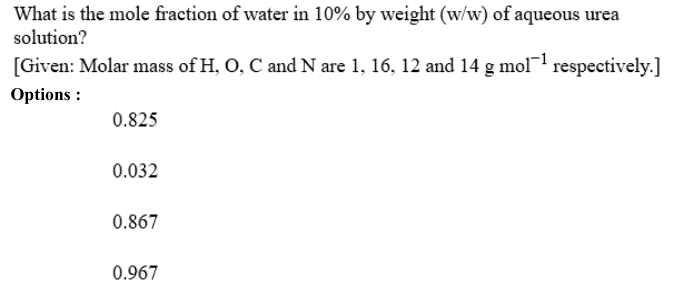 What is the mole fraction of water in 10% by weight (w/w) of aqueous urea
solution?
[Given: Molar mass of H, O, C and N are 1, 16, 12 and 14 g mol⁻¹ respectively.]
Options :
0.825
0.032
0.867
0.967